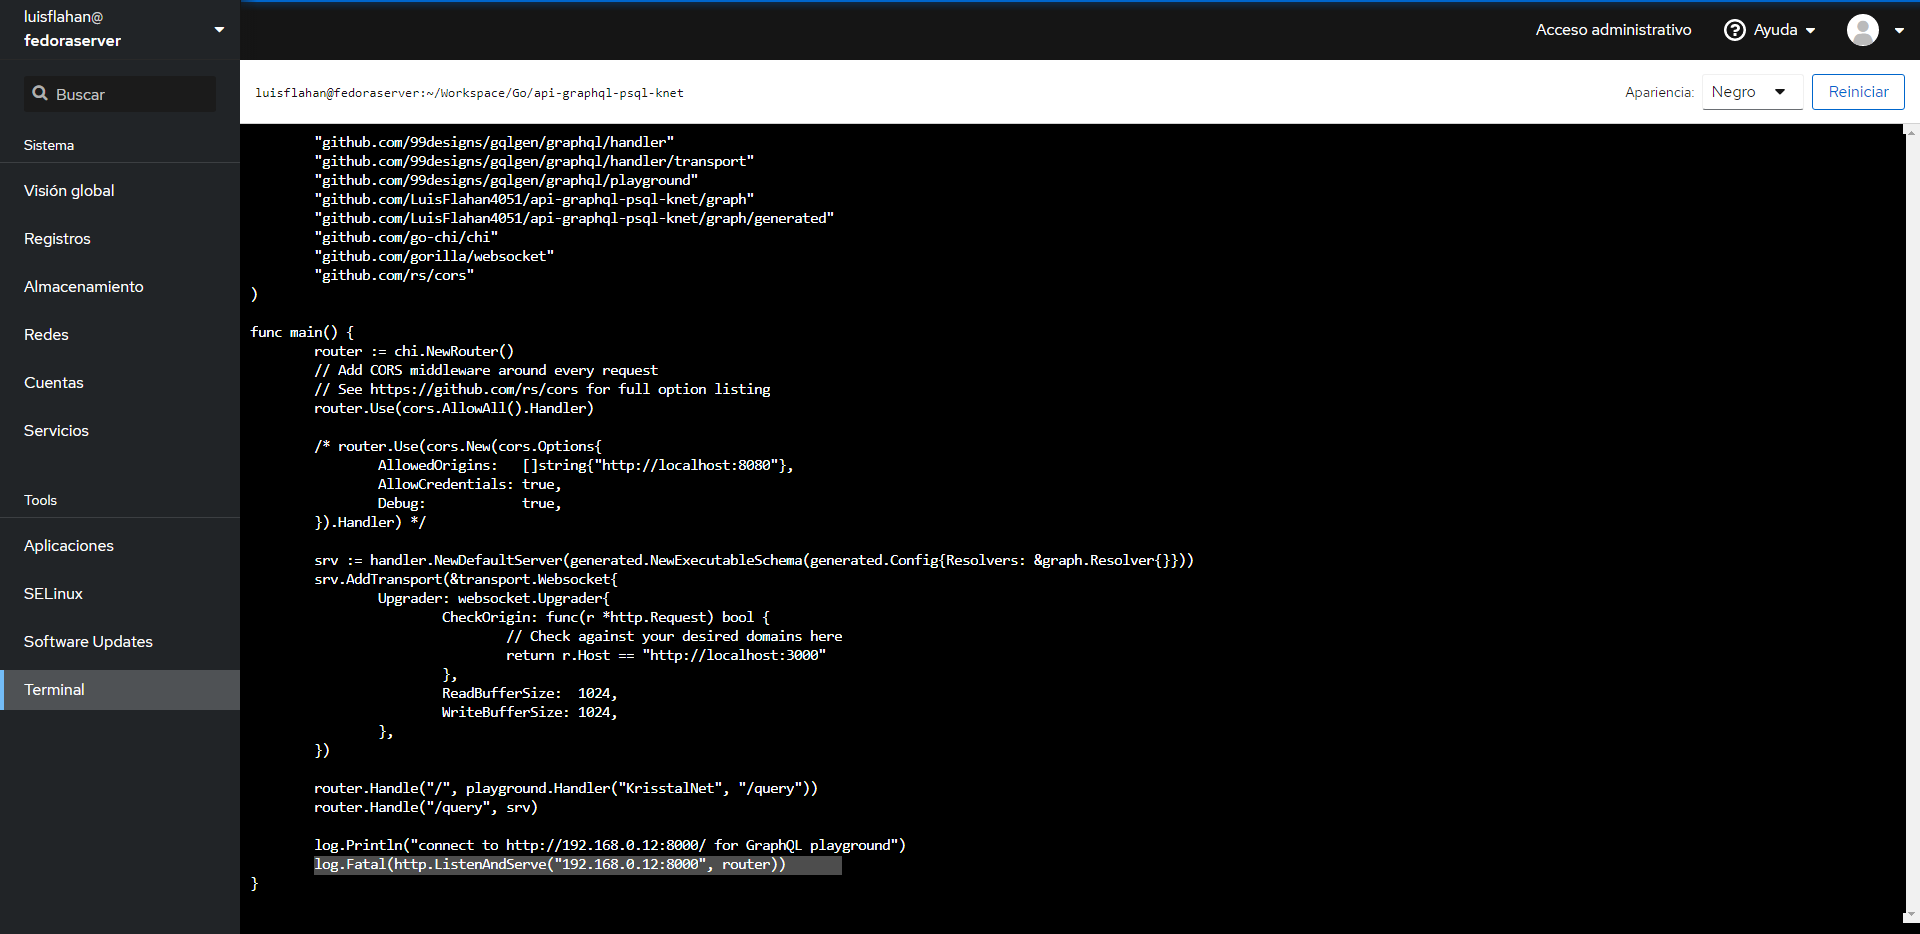 luisflahan@
fedoraserver
Acceso administrativo
Ayuda
Buscar
Sistema
Visión global
Registros
Almacenamiento
Redes
Cuentas
Servicios
Tools
Aplicaciones
SELinux
Software Updates
Terminal
luisflahan@fedoraserver:~/Workspace/Go/api-graphql-psql-knet
Apariencia:
Negro
Reiniciar
        "github.com/99designs/gqlgen/graphql/handler"
        "github.com/99designs/gqlgen/graphql/handler/transport"
        "github.com/99designs/gqlgen/graphql/playground"
        "github.com/LuisFlahan4051/api-graphql-psql-knet/graph"
        "github.com/LuisFlahan4051/api-graphql-psql-knet/graph/generated"
        "github.com/go-chi/chi"
        "github.com/gorilla/websocket"
        "github.com/rs/cors"
)
func main() {
        router := chi.NewRouter()
        // Add CORS middleware around every request
        // See https://github.com/rs/cors for full option listing
        router.Use(cors.AllowAll().Handler)
        /* router.Use(cors.New(cors.Options{
                AllowedOrigins:   []string{"http://localhost:8080"},
                AllowCredentials: true,
                Debug:            true,
        }).Handler) */
        srv := handler.NewDefaultServer(generated.NewExecutableSchema(generated.Config{Resolvers: &graph.Resolver{}}))
        srv.AddTransport(&transport.Websocket{
                Upgrader: websocket.Upgrader{
                        CheckOrigin: func(r *http.Request) bool {
                                // Check against your desired domains here
                                return r.Host == "http://localhost:3000"
                        },
                        ReadBufferSize:  1024,
                        WriteBufferSize: 1024,
                },
        })
        router.Handle("/", playground.Handler("KrisstalNet", "/query"))
        router.Handle("/query", srv)
        log.Println("connect to http://192.168.0.12:8000/ for GraphQL playground")
        log.Fatal(http.ListenAndServe("192.168.0.12:8000", router))
}